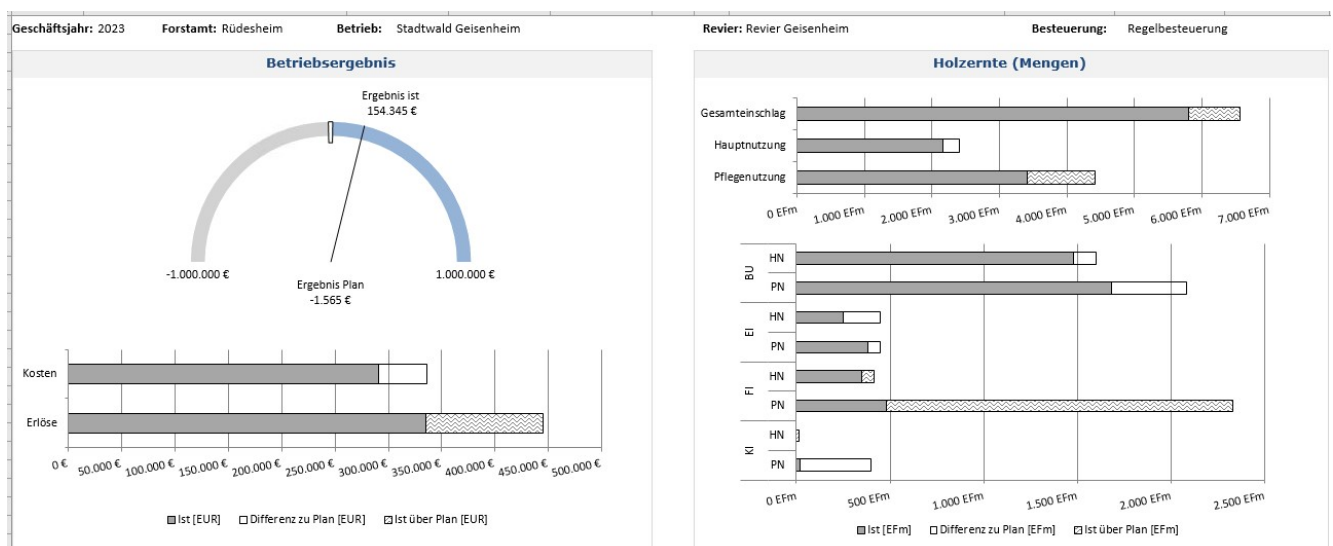 Geschäftsjahr: 2023 Forstamt: Rüdesheim Betrieb: Stadtwald Geisenheim Revier: Revier Geisenheim Besteuerung: Regelbesteuerung
Betriebsergebnis
Ergebnis ist
154.345 €
-1.000.000 €
1.000.000 €
Ergebnis Plan
-1.565 €
Kosten
Erlöse
0 € 50.000 € 100.000 € 150.000 € 200.000 € 250.000 € 300.000 € 350.000 € 400.000 € 450.000 € 500.000 €
Ist [EUR] Differenz zu Plan [EUR] Ist über Plan [EUR]
Holzernte (Mengen)
Gesamteinschlag
Hauptnutzung
Pflegenutzung
0 EFm 1.000 EFm 2.000 EFm 3.000 EFm 4.000 EFm 5.000 EFm 6.000 EFm 7.000 EFm
BU
HN
PN
EI
HN
PN
FI
HN
PN
KI
HN
PN
0 EFm 500 EFm 1.000 EFm 1.500 EFm 2.000 EFm 2.500 EFm
Ist [EFm] Differenz zu Plan [EFm] Ist über Plan [EFm]